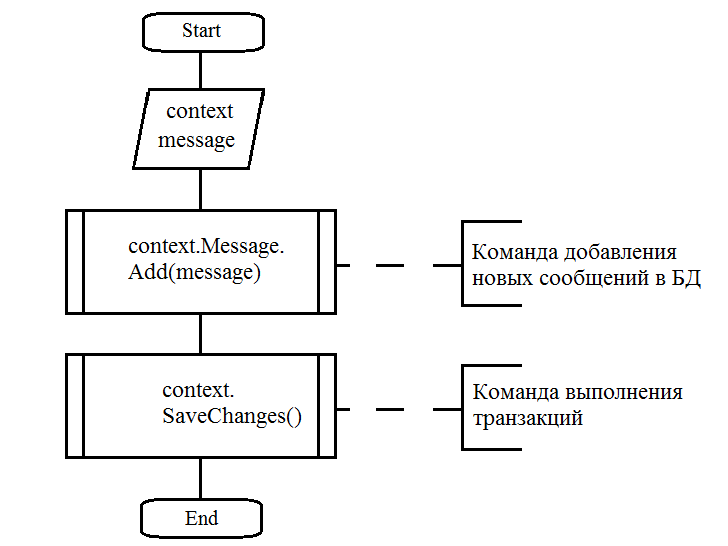 Start
context
message
context.Message.
Add(message)
Команда добавления
новых сообщений в БД
context.
SaveChanges()
Команда выполнения
транзакций
End